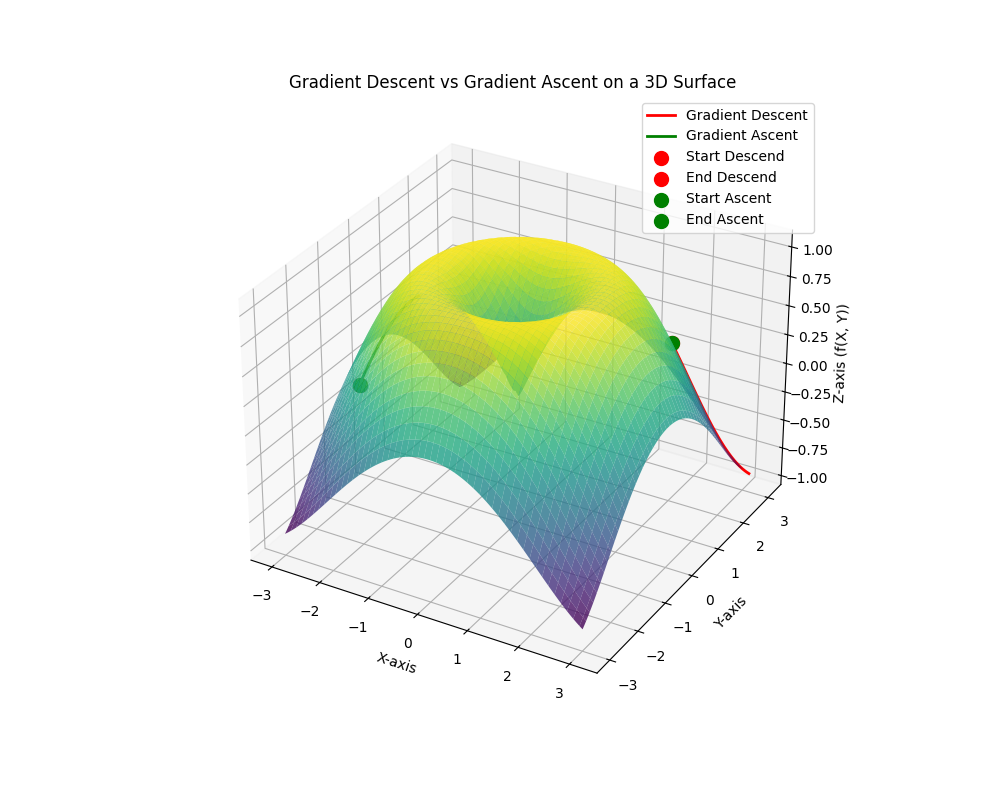 Gradient Descent vs Gradient Ascent on a 3D Surface
Gradient Descent
Gradient Ascent
Start Descend
End Descend
Start Ascent
End Ascent
1.00
0.75
0.50
0.25
0.00
−0.25
−0.50
−0.75
−1.00
Z-axis (f(X, Y))
3
2
1
0
−1
−2
−3
Y-axis
−3
−2
−1
0
1
2
3
X-axis